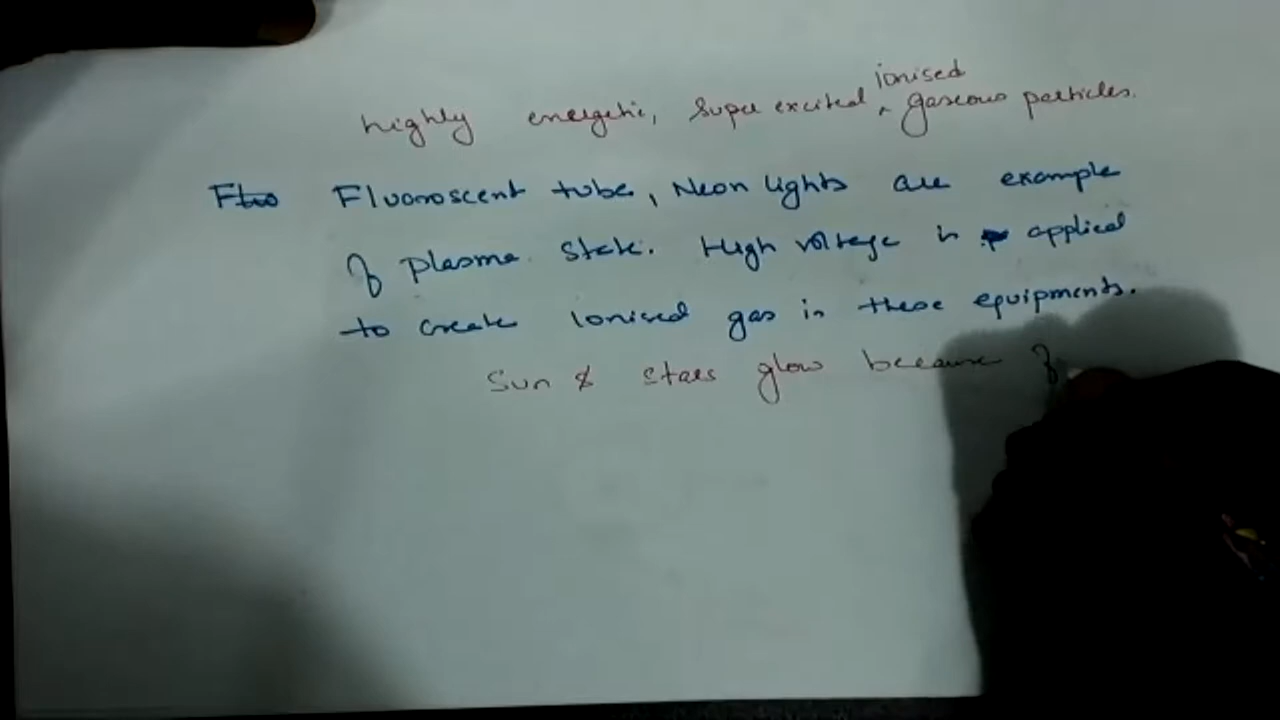 highly energetic, super excited ionised gaseous particles.
Fluoroscent tube, Neon lights are example
of plasma state. High voltage is applied
to create Ionised gas in these equipments.
Sun & stars glow because of